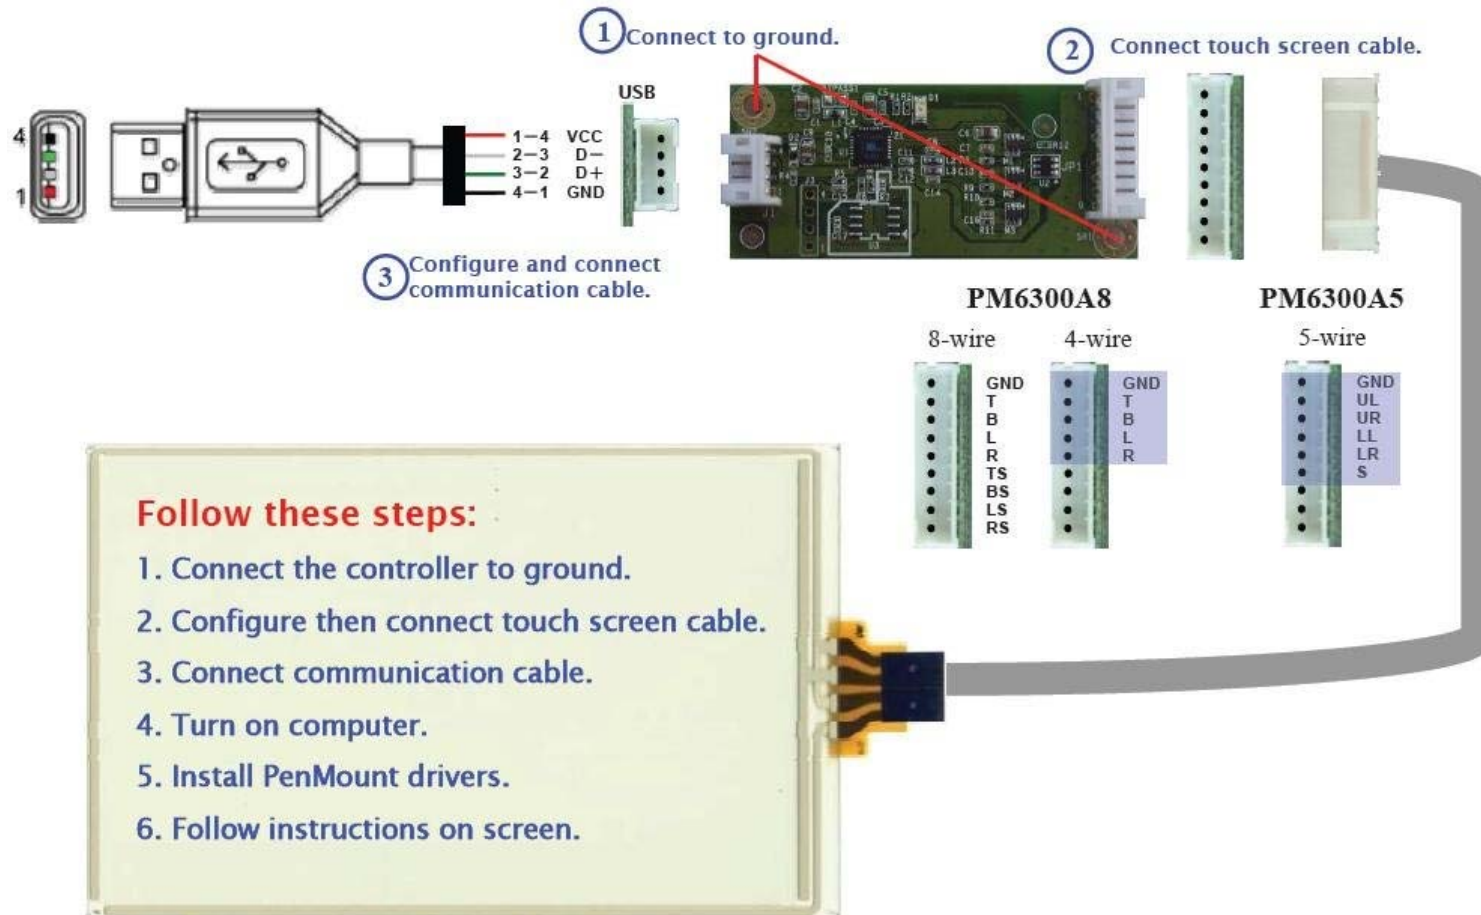 1 Connect to ground.
2 Connect touch screen cable.
USB
4
1
1-4 VCC
2-3 D-
3-2 D+
4-1 GND
3 Configure and connect
communication cable.
J1
U3
U2
JP1
PM6300A8
PM6300A5
8-wire
4-wire
5-wire
GND
T
B
L
R
TS
BS
LS
RS
GND
T
B
L
R
GND
UL
UR
LL
LR
S
Follow these steps:
1. Connect the controller to ground.
2. Configure then connect touch screen cable.
3. Connect communication cable.
4. Turn on computer.
5. Install PenMount drivers.
6. Follow instructions on screen.